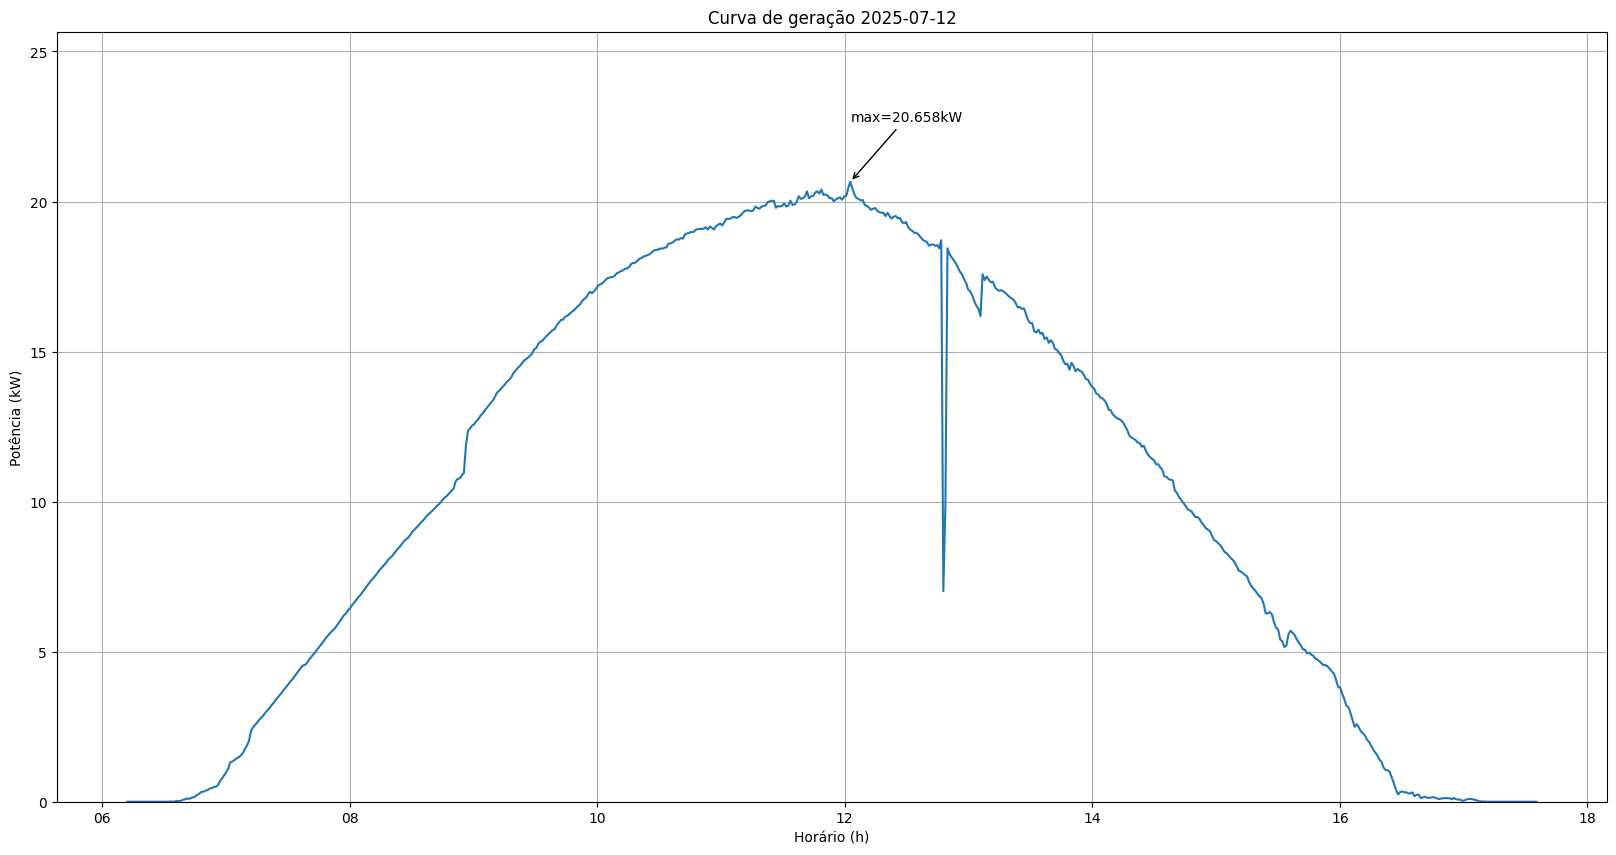 Curva de geração 2025-07-12
25
max=20.658kW
20
15
Potência (kW)
10
5
0
06 08 10 12 14 16 18
Horário (h)